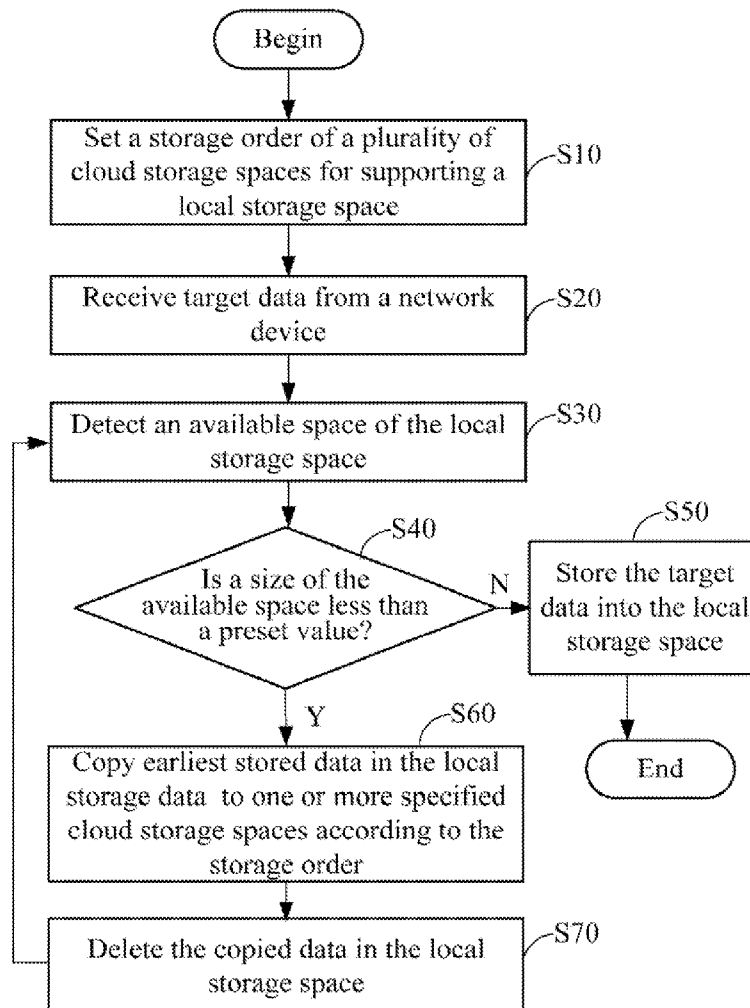 Begin
Set a storage order of a plurality of
cloud storage spaces for supporting a
local storage space
S10
Receive target data from a network
device
S20
Detect an available space of the local
storage space
S30
Is a size of the
available space less than
a preset value?
S40
N
Store the target
data into the local
storage space
S50
End
Y
Copy earliest stored data in the local
storage data to one or more specified
cloud storage spaces according to the
storage order
S60
Delete the copied data in the local
storage space
S70